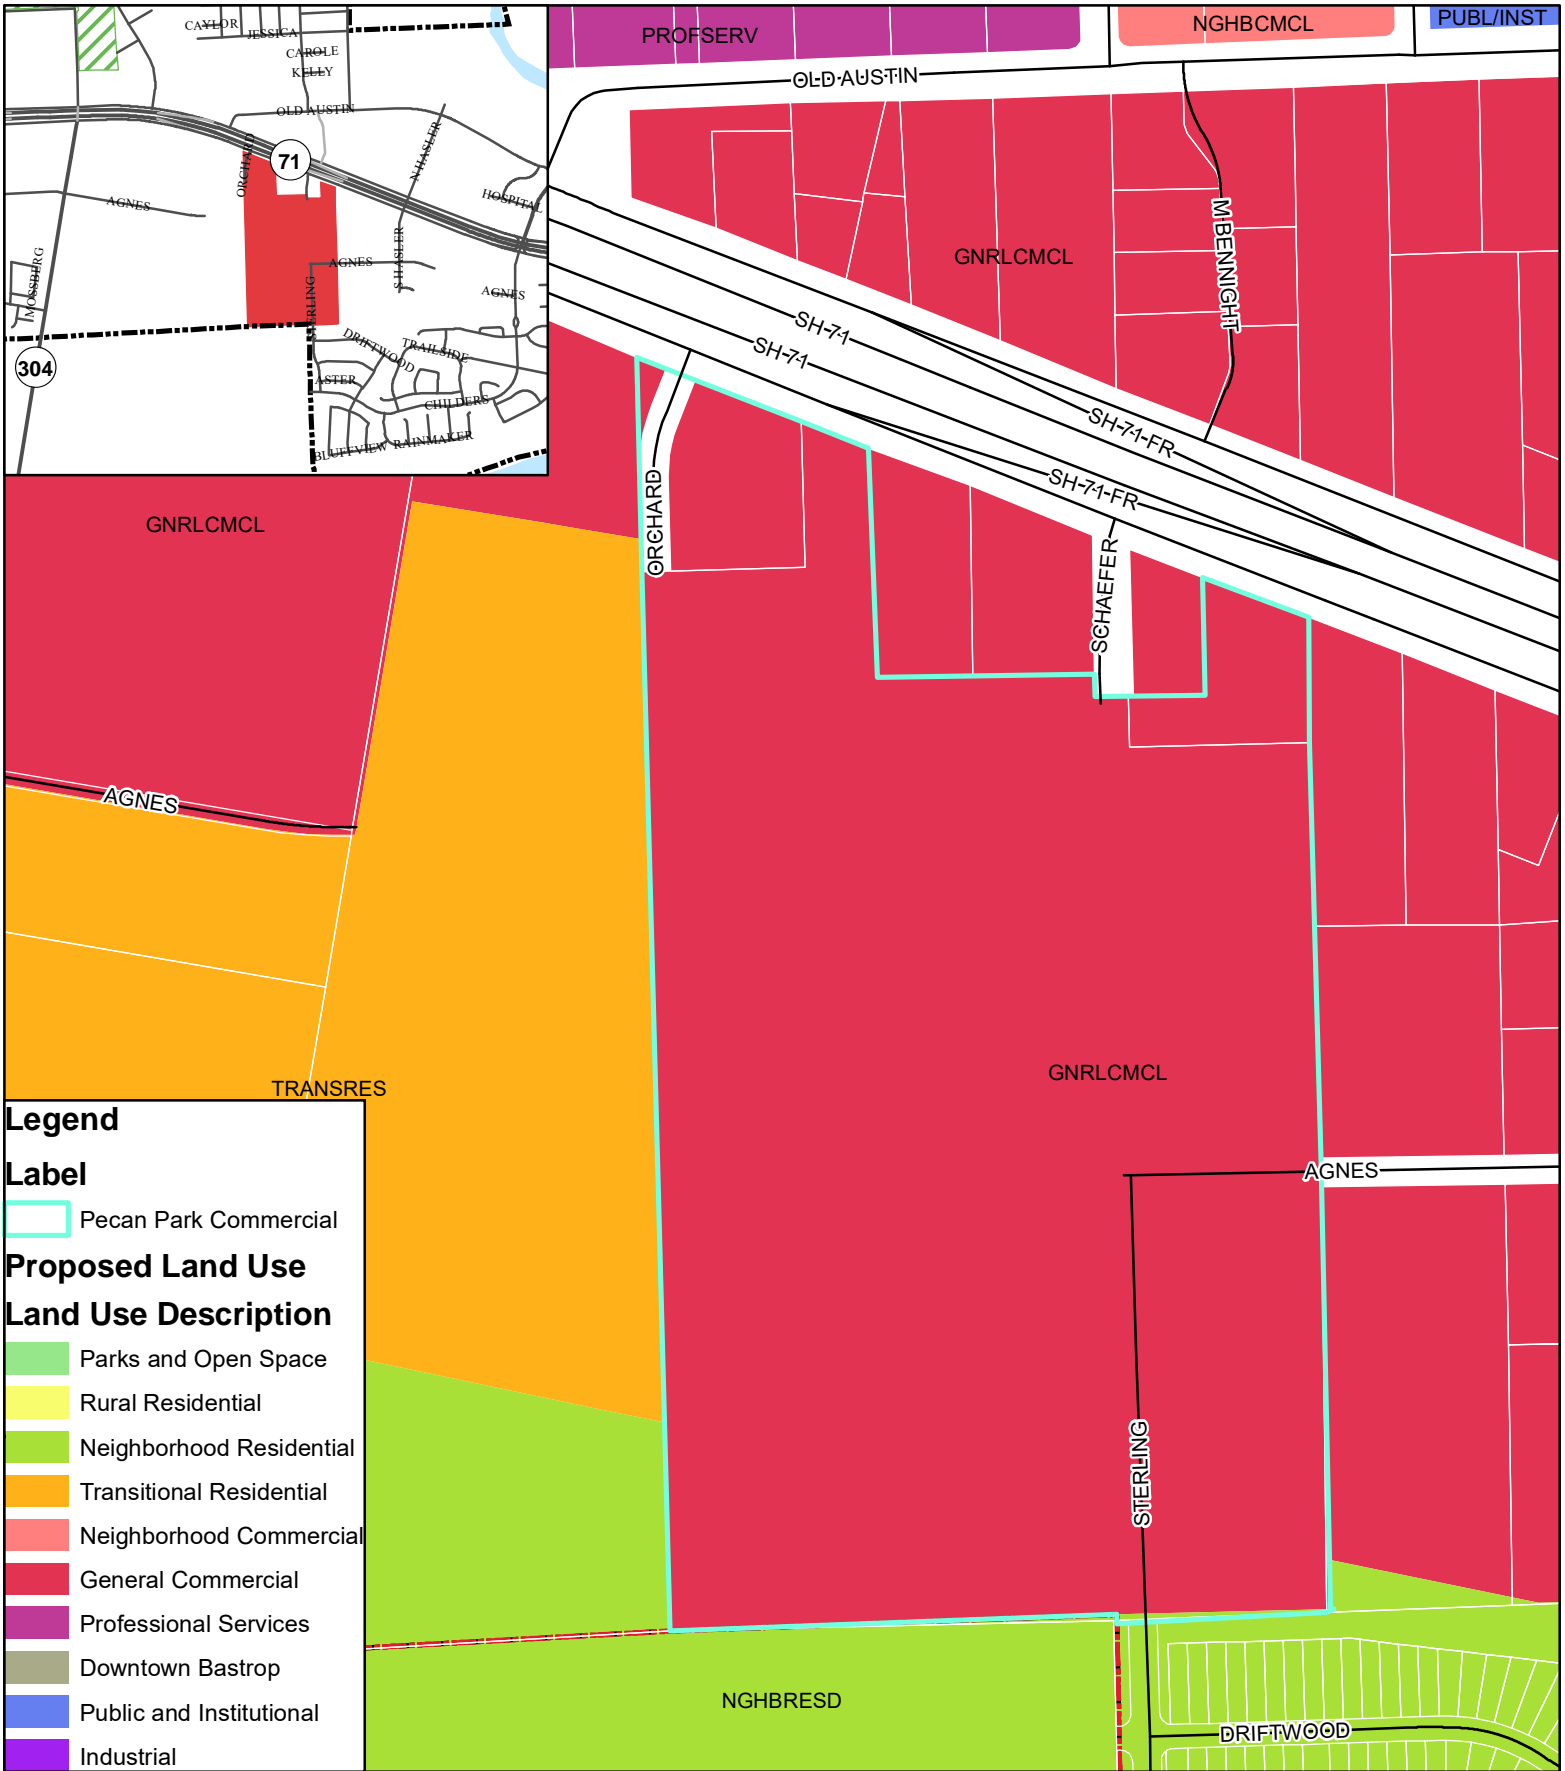 CAYLOR
JESSICA
CAROLE
KELLY
OLD AUSTIN
ORCHARD
71
N HASLER
HOSPITAL
AGNES
MOSSBERG
S HASLER
AGNES
AGNES
STERLING
DRIFTWOOD
TRAILSIDE
304
ASTER
CHILDERS
BLUFFVIEW
RAINMAKER
PROFSERV
NGHBCMCL
PUBL/INST
OLD AUSTIN
M BENNIGHT
GNRLCMCL
SH-71
SH-71
SH-71-FR
SH-71-FR
ORCHARD
SCHAEFER
GNRLCMCL
AGNES
TRANSRES
GNRLCMCL
AGNES
STERLING
NGHBRESD
DRIFTWOOD
Legend
Label
Pecan Park Commercial
Proposed Land Use
Land Use Description
Parks and Open Space
Rural Residential
Neighborhood Residential
Transitional Residential
Neighborhood Commercial
General Commercial
Professional Services
Downtown Bastrop
Public and Institutional
Industrial